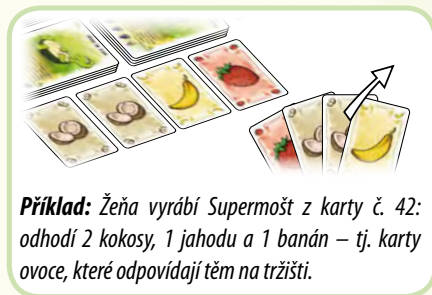 Příklad: Žeňa vyrábí Supermošt z karty č. 42:
odhodí 2 kokosy, 1 jahodu a 1 banán – tj. karty
ovoce, které odpovídají těm na tržišti.